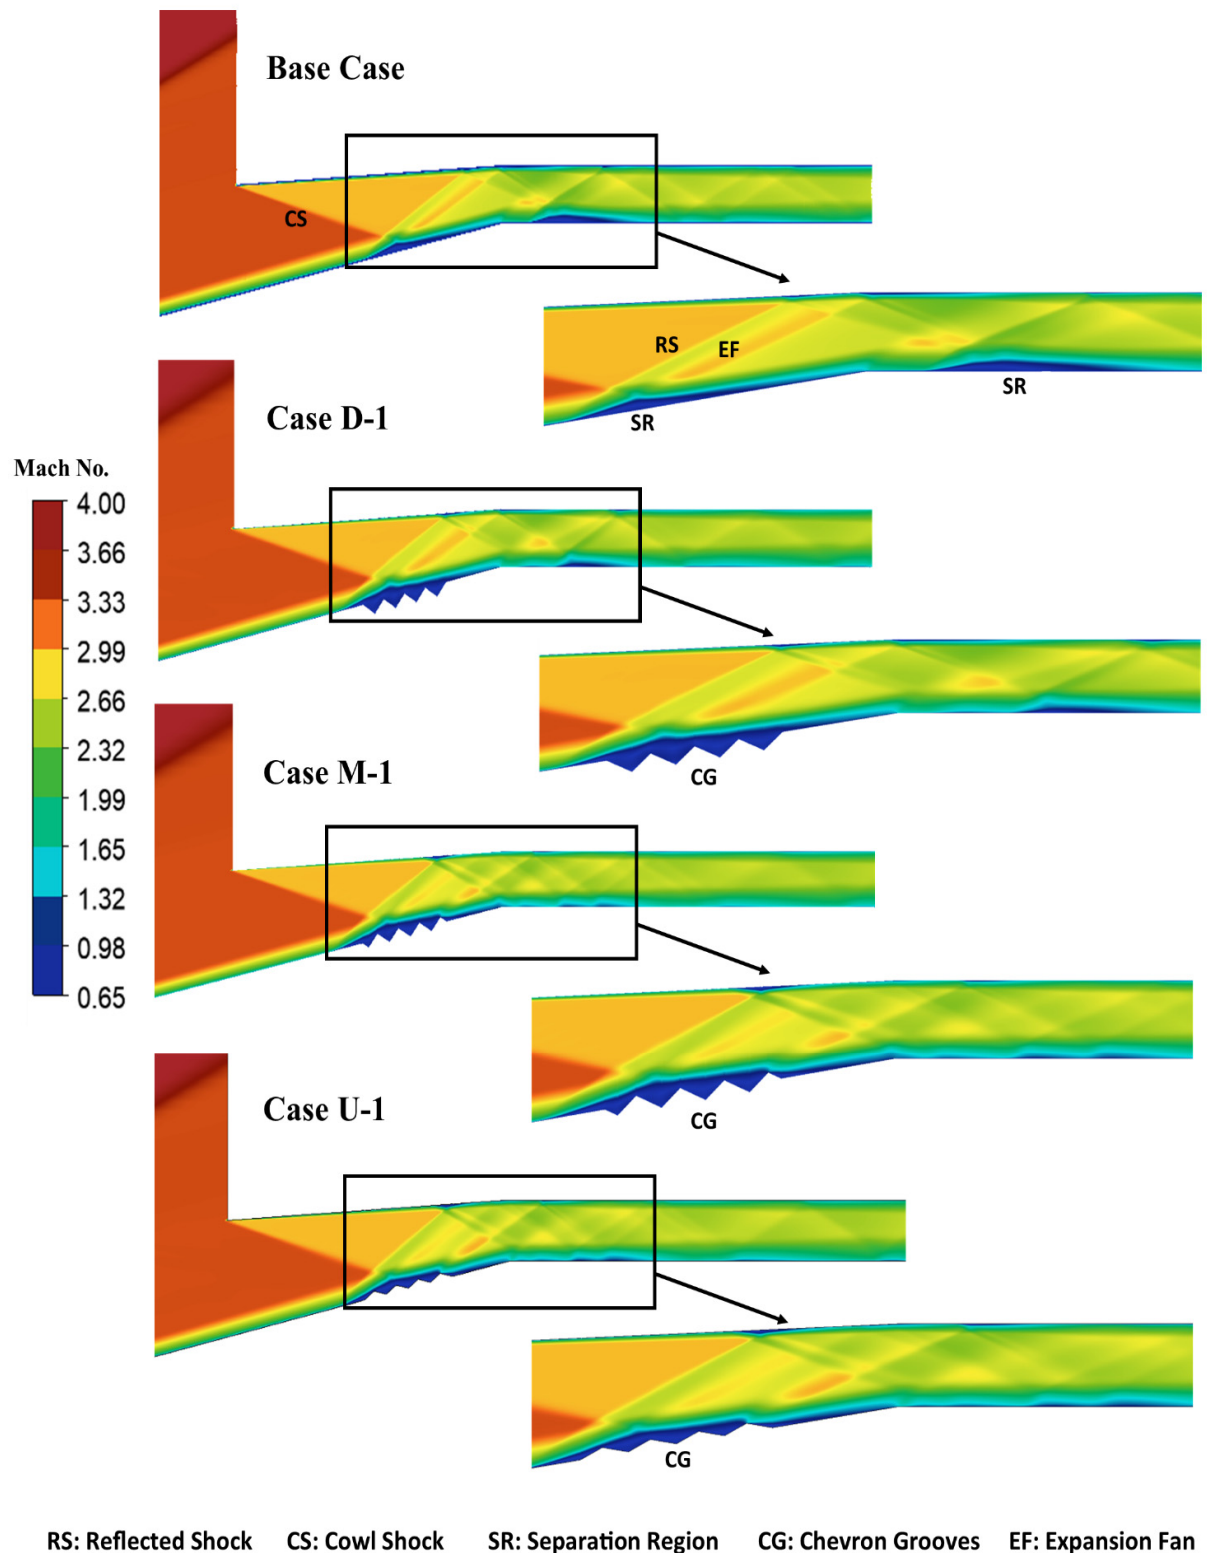 Base Case
CS
RS
EF
SR
SR
Case D-1
Mach No.
4.00
3.66
3.33
2.99
2.66
2.32
1.99
1.65
1.32
0.98
0.65
CG
Case M-1
CG
Case U-1
CG
RS: Reflected Shock CS: Cowl Shock SR: Separation Region CG: Chevron Grooves EF: Expansion Fan